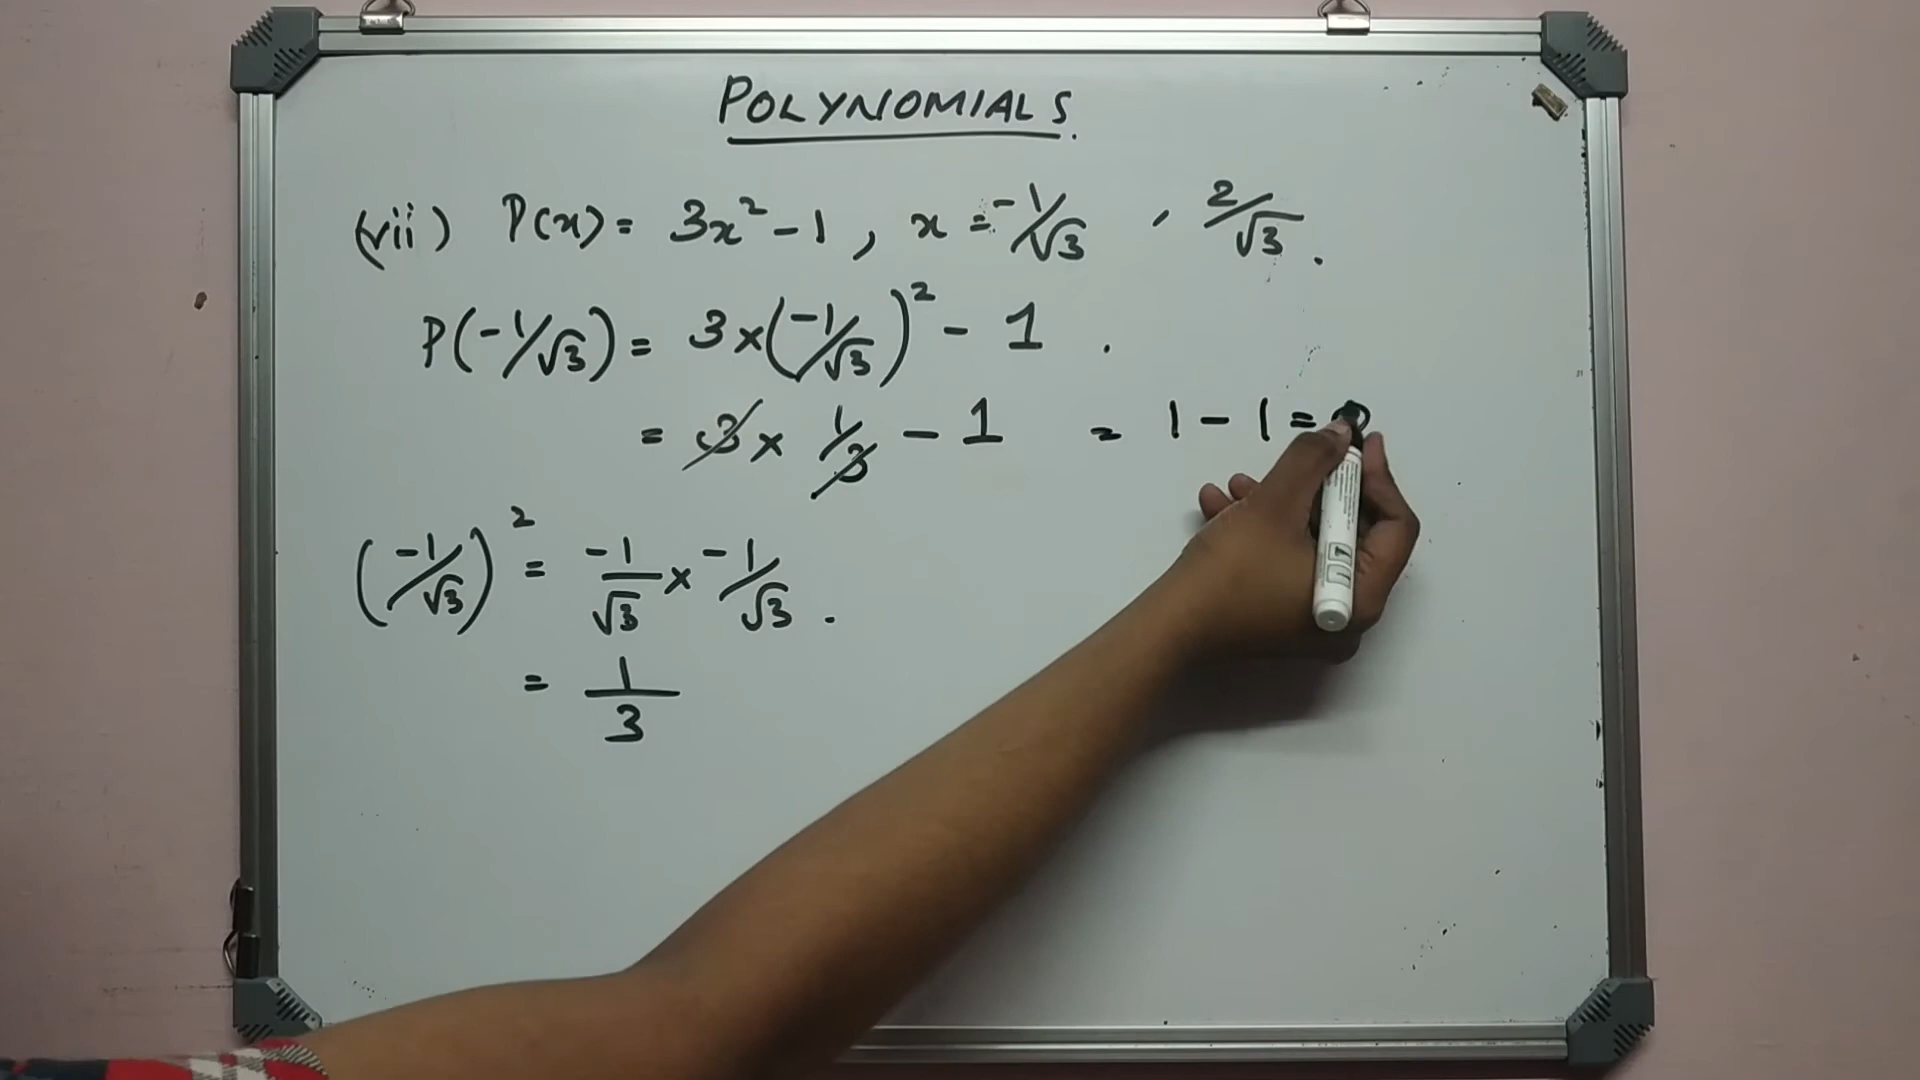 POLYNOMIALS.
(vii) P(x) = 3x² - 1 , x = -1/√3 , 2/√3 .
P(-1/√3) = 3 × (-1/√3)² - 1 .
= 3 × 1/3 - 1 = 1 - 1 = 0
(-1/√3)² = -1/√3 × -1/√3 .
= 1/3